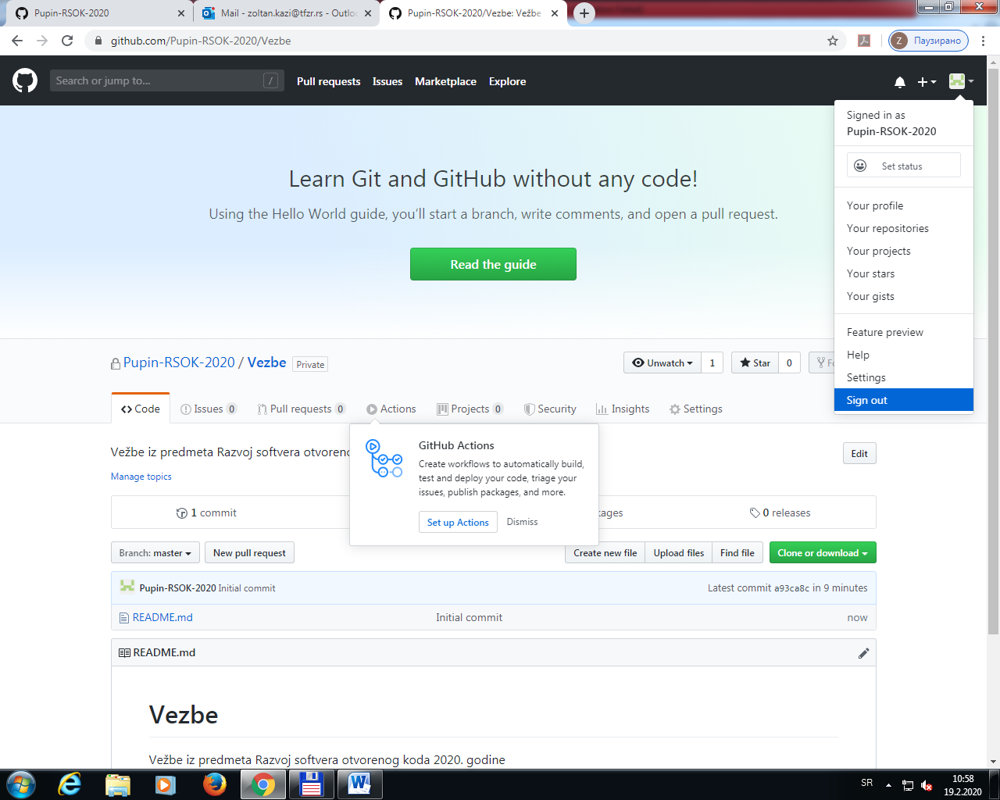 Pupin-RSOK-2020
Mail - zoltan.kazi@tfzr.rs - Outlo
Pupin-RSOK-2020/Vezbe: Vežbe
github.com/Pupin-RSOK-2020/Vezbe
Z
Паузирано
Search or jump to...
/
Pull requests
Issues
Marketplace
Explore
Signed in as
Pupin-RSOK-2020
Set status
Your profile
Your repositories
Your projects
Your stars
Your gists
Feature preview
Help
Settings
Sign out
Learn Git and GitHub without any code!
Using the Hello World guide, you’ll start a branch, write comments, and open a pull request.
Read the guide
Pupin-RSOK-2020 / Vezbe
Private
Unwatch
1
Star
0
Fo
Code
Issues 0
Pull requests 0
Actions
Projects 0
Security
Insights
Settings
GitHub Actions
Create workflows to automatically build,
test and deploy your code, triage your
issues, publish packages, and more.
Set up Actions
Dismiss
Vežbe iz predmeta Razvoj softvera otvoreno
Edit
Manage topics
1 commit
kages
0 releases
Branch: master
New pull request
Create new file
Upload files
Find file
Clone or download
Pupin-RSOK-2020 Initial commit
Latest commit a93ca8c in 9 minutes
README.md
Initial commit
now
README.md
Vezbe
Vežbe iz predmeta Razvoj softvera otvorenog koda 2020. godine
SR
10:58
19.2.2020